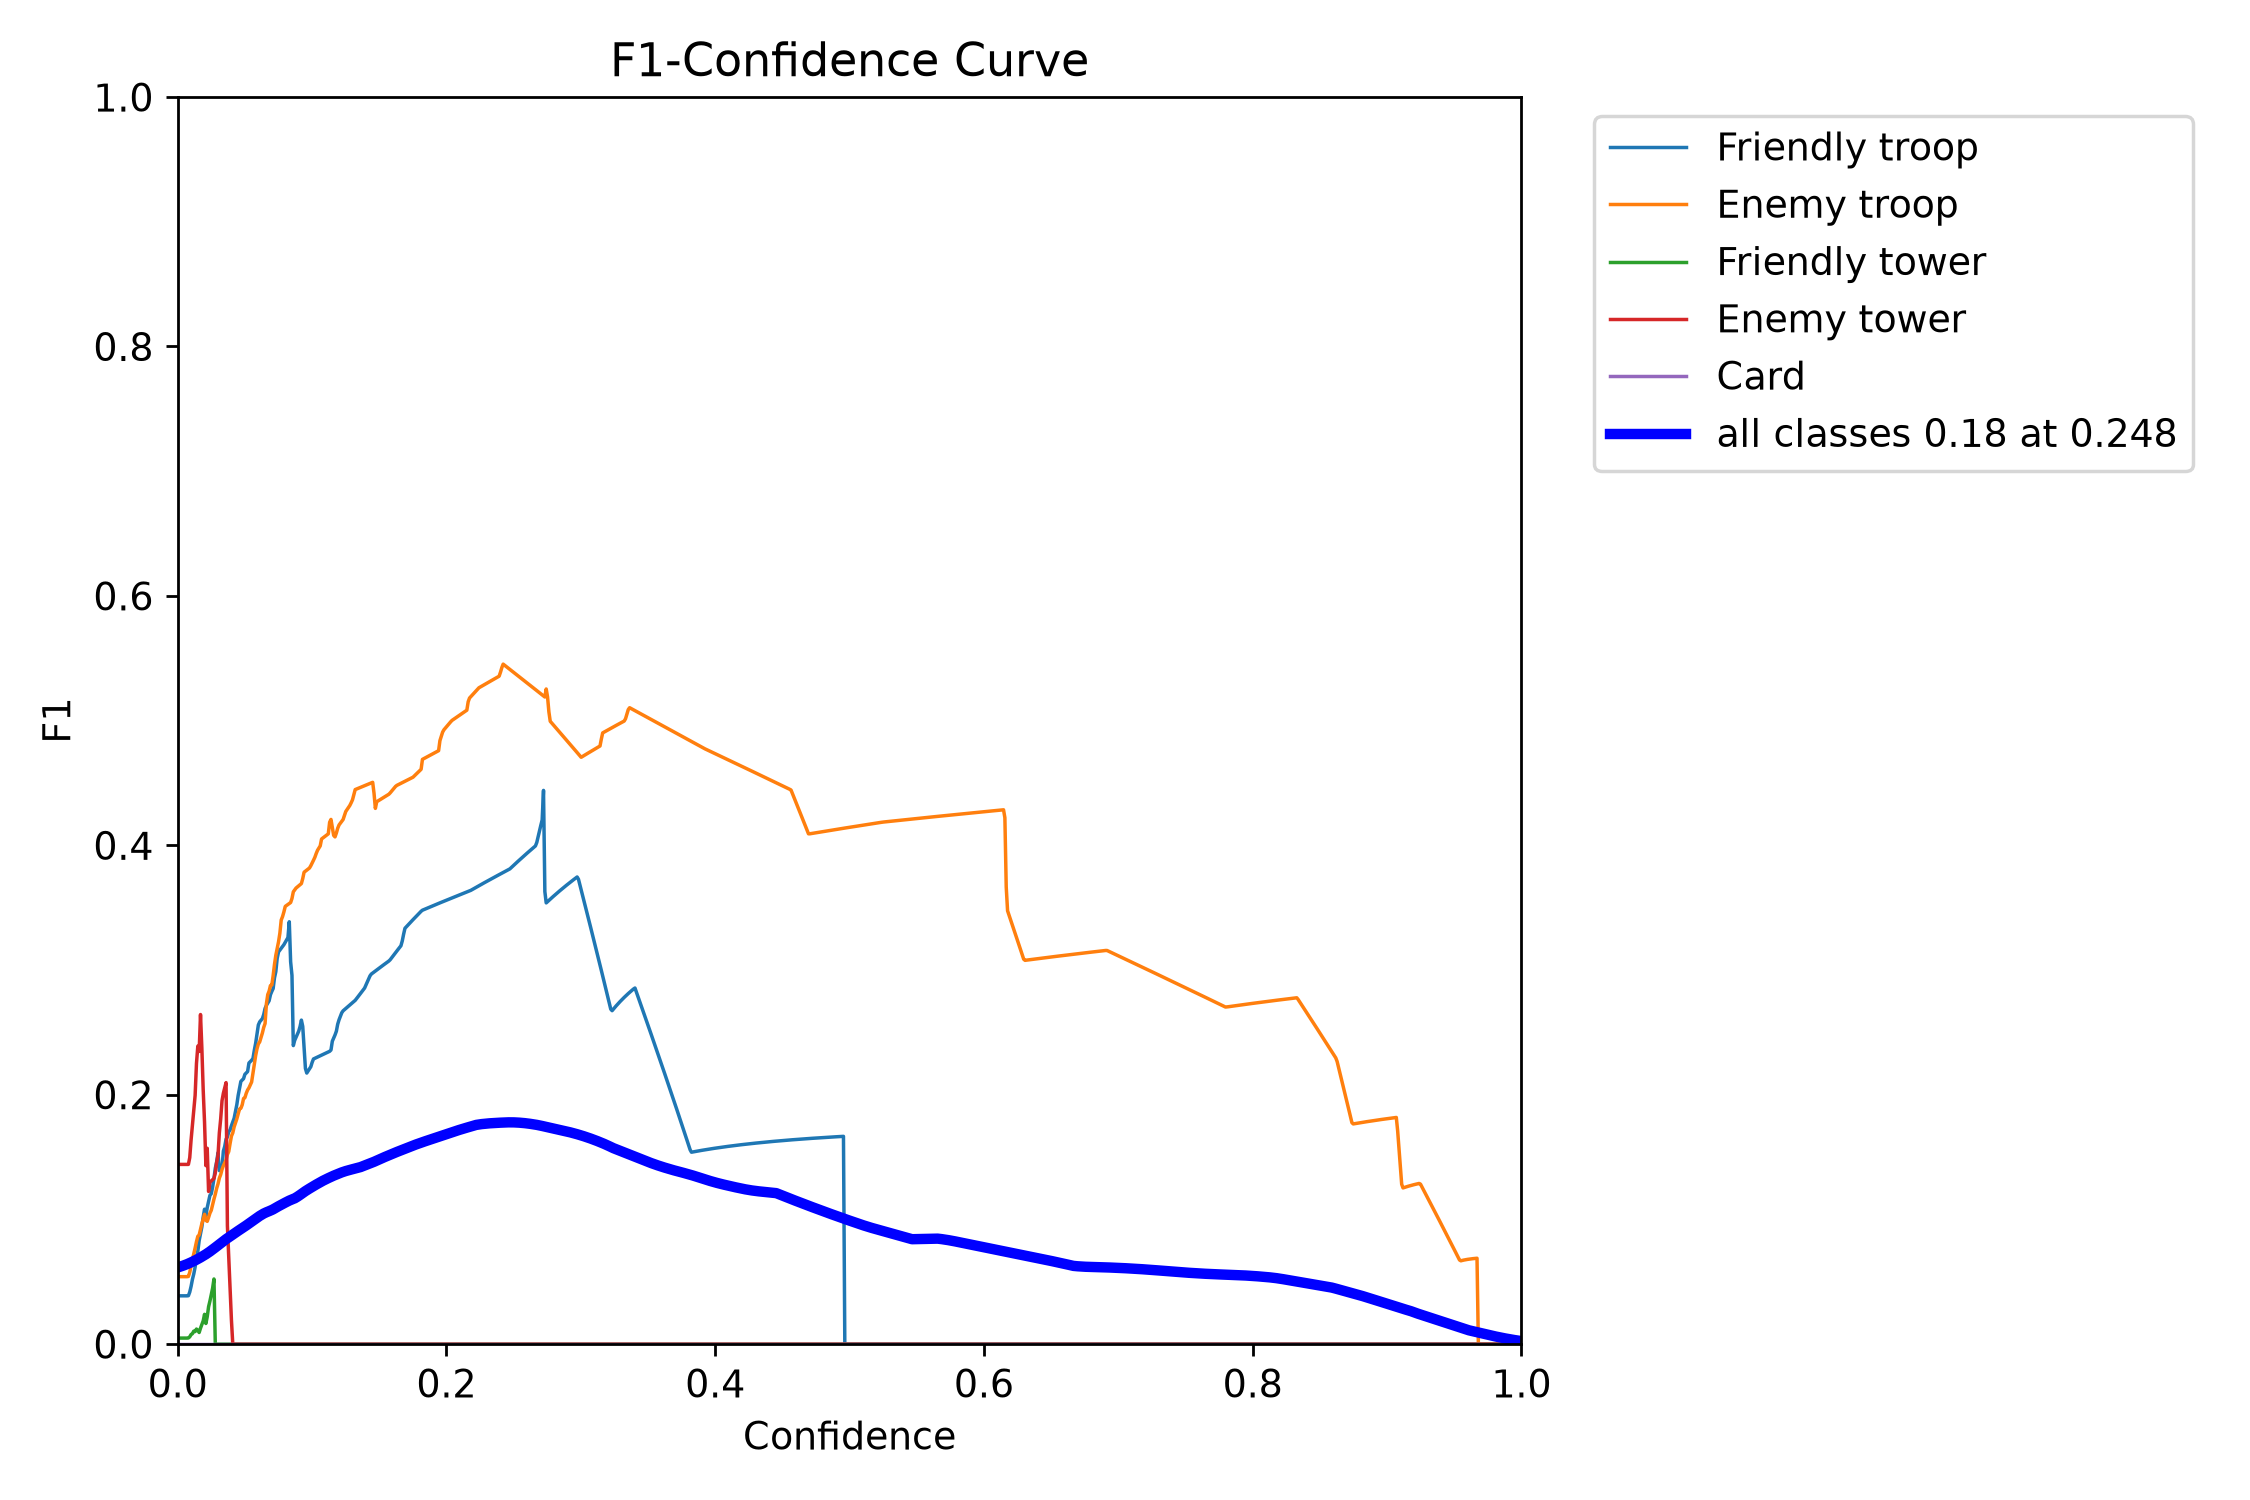 F1-Confidence Curve
1.0
0.8
0.6
0.4
0.2
0.0
F1
0.0 0.2 0.4 0.6 0.8 1.0
Confidence
Friendly troop
Enemy troop
Friendly tower
Enemy tower
Card
all classes 0.18 at 0.248